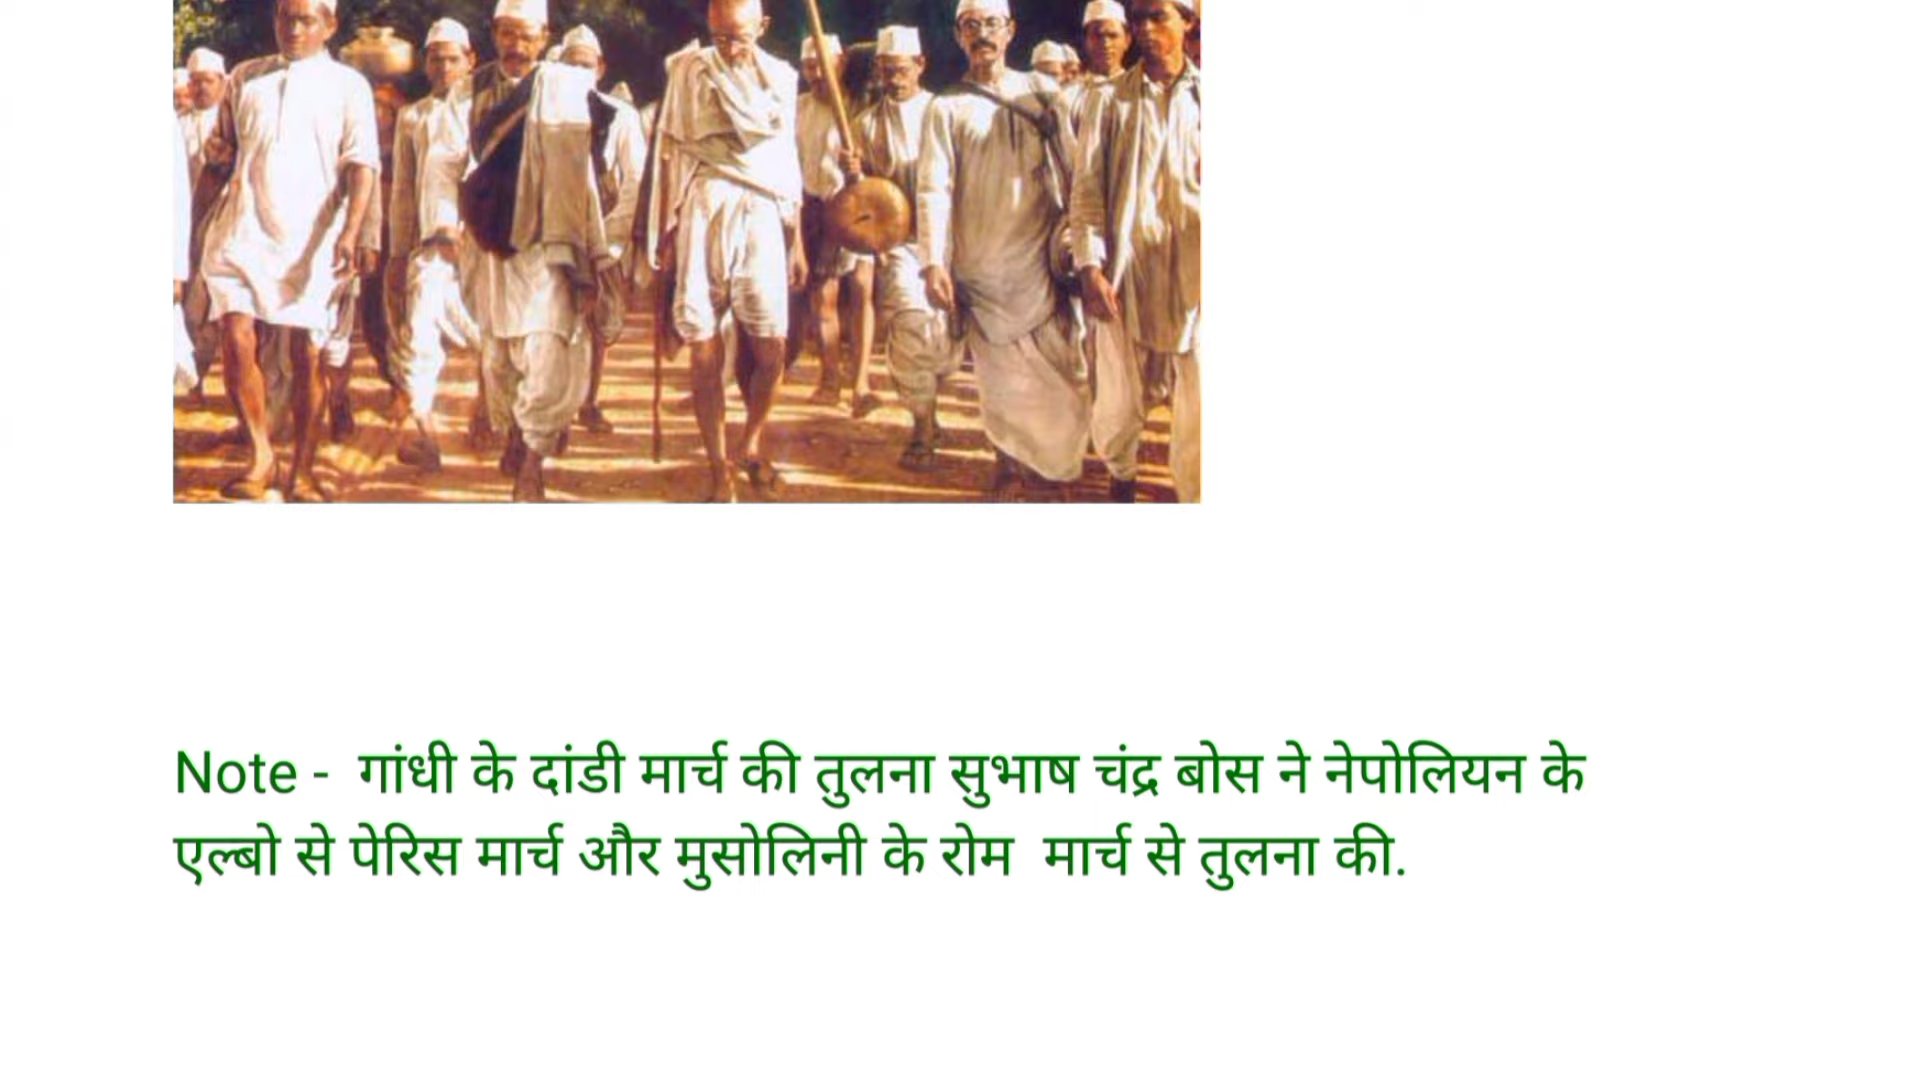 Note -  गांधी के दांडी मार्च की तुलना सुभाष चंद्र बोस ने नेपोलियन के
एल्बो से पेरिस मार्च और मुसोलिनी के रोम  मार्च से तुलना की.